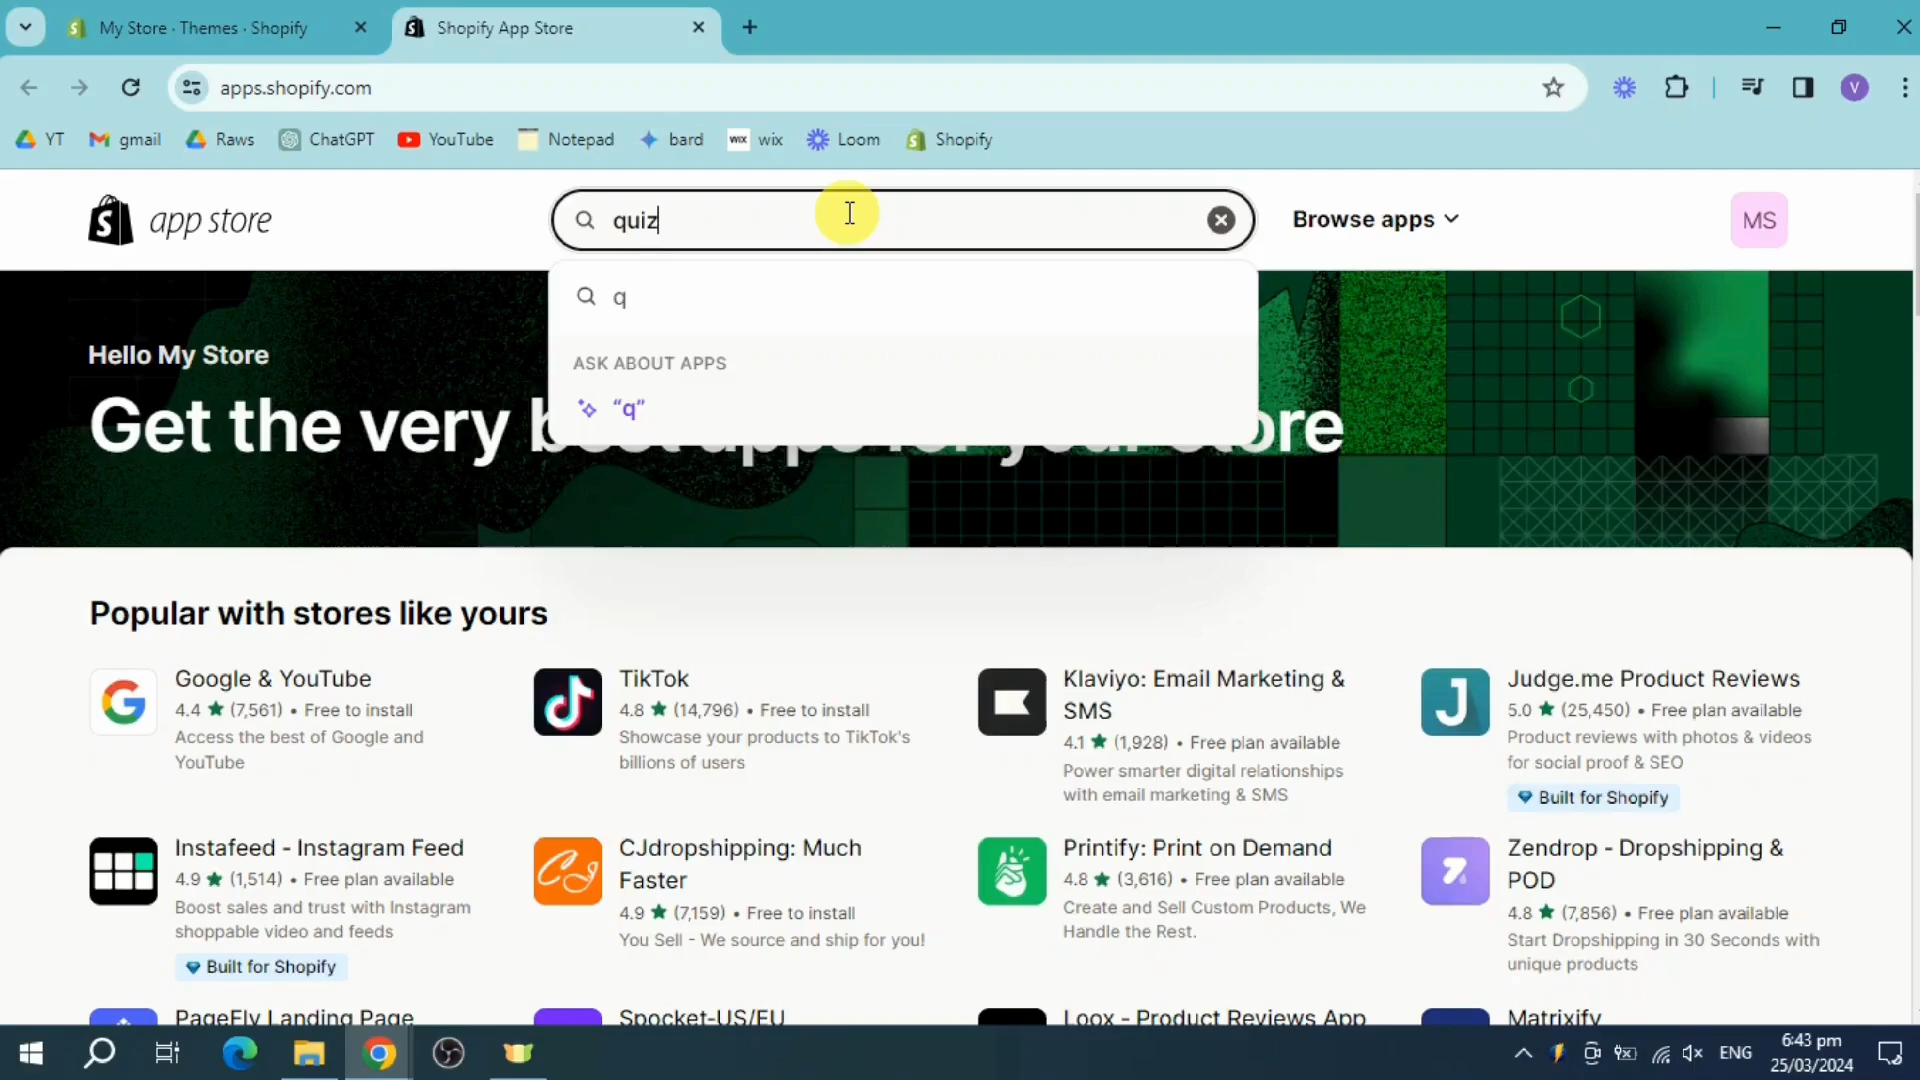 My Store · Themes · Shopify
Shopify App Store
apps.shopify.com
V
YT
gmail
Raws
ChatGPT
YouTube
Notepad
bard
WIX wix
Loom
Shopify
app store
quiz
Browse apps
MS
q
ASK ABOUT APPS
"q"
Hello My Store
Get the very best apps for your store
Popular with stores like yours
Google & YouTube
4.4 ★ (7,561) • Free to install
Access the best of Google and
YouTube
TikTok
4.8 ★ (14,796) • Free to install
Showcase your products to TikTok's
billions of users
Klaviyo: Email Marketing &
SMS
4.1 ★ (1,928) • Free plan available
Power smarter digital relationships
with email marketing & SMS
Judge.me Product Reviews
5.0 ★ (25,450) • Free plan available
Product reviews with photos & videos
for social proof & SEO
Built for Shopify
Instafeed - Instagram Feed
4.9 ★ (1,514) • Free plan available
Boost sales and trust with Instagram
shoppable video and feeds
Built for Shopify
CJdropshipping: Much
Faster
4.9 ★ (7,159) • Free to install
You Sell - We source and ship for you!
Printify: Print on Demand
4.8 ★ (3,616) • Free plan available
Create and Sell Custom Products, We
Handle the Rest.
Zendrop - Dropshipping &
POD
4.8 ★ (7,856) • Free plan available
Start Dropshipping in 30 Seconds with
unique products
PageFly Landing Page
Spocket-US/EU
Loox - Product Reviews App
Matrixify
ENG
6:43 pm
25/03/2024